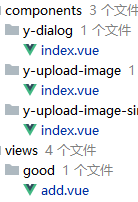 components 3 个文件
y-dialog 1 个文件
index.vue
y-upload-image 1
index.vue
y-upload-image-si
index.vue
views 4 个文件
good 1 个文件
add.vue